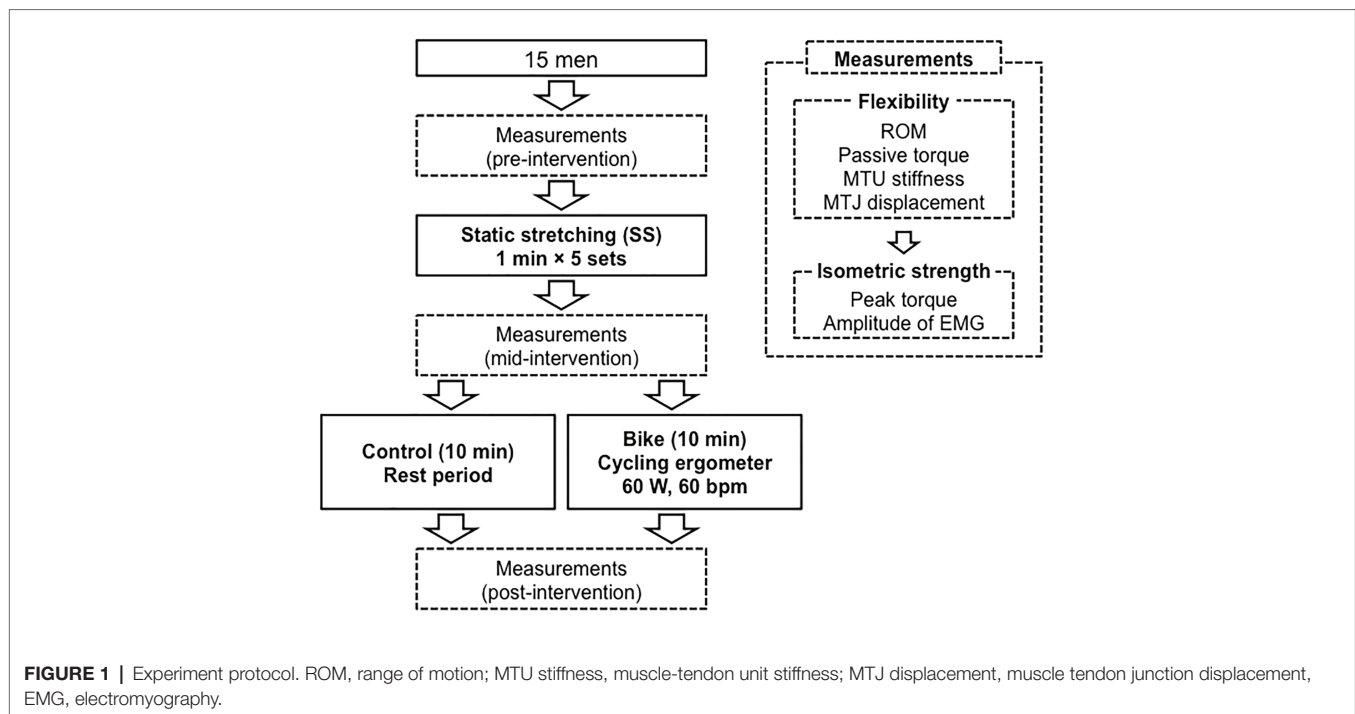 15 men
Measurements
(pre-intervention)
Static stretching (SS)
1 min × 5 sets
Measurements
(mid-intervention)
Control (10 min)
Rest period
Bike (10 min)
Cycling ergometer
60 W, 60 bpm
Measurements
(post-intervention)
Measurements
Flexibility
ROM
Passive torque
MTU stiffness
MTJ displacement
Isometric strength
Peak torque
Amplitude of EMG
FIGURE 1 | Experiment protocol. ROM, range of motion; MTU stiffness, muscle-tendon unit stiffness; MTJ displacement, muscle tendon junction displacement,
EMG, electromyography.